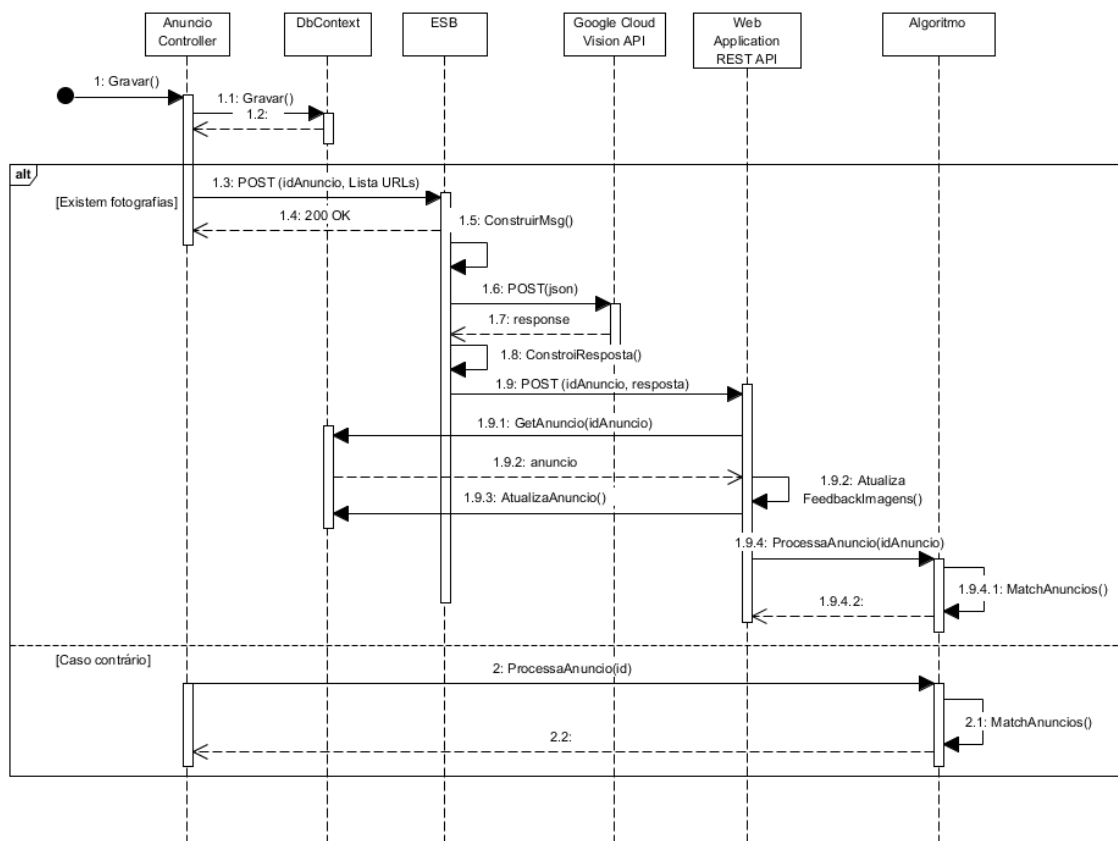 Anuncio
Controller
DbContext
ESB
Google Cloud
Vision API
Web
Application
REST API
Algoritmo
1: Gravar()
1.1: Gravar()
1.2:
alt
1.3: POST (idAnuncio, Lista URLs)
[Existem fotografias]
1.4: 200 OK
1.5: ConstruirMsg()
1.6: POST(json)
1.7: response
1.8: ConstroiResposta()
1.9: POST (idAnuncio, resposta)
1.9.1: GetAnuncio(idAnuncio)
1.9.2: anuncio
1.9.2: Atualiza
FeedbackImagens()
1.9.3: AtualizaAnuncio()
1.9.4: ProcessaAnuncio(idAnuncio)
1.9.4.1: MatchAnuncios()
1.9.4.2:
[Caso contrário]
2: ProcessaAnuncio(id)
2.1: MatchAnuncios()
2.2: